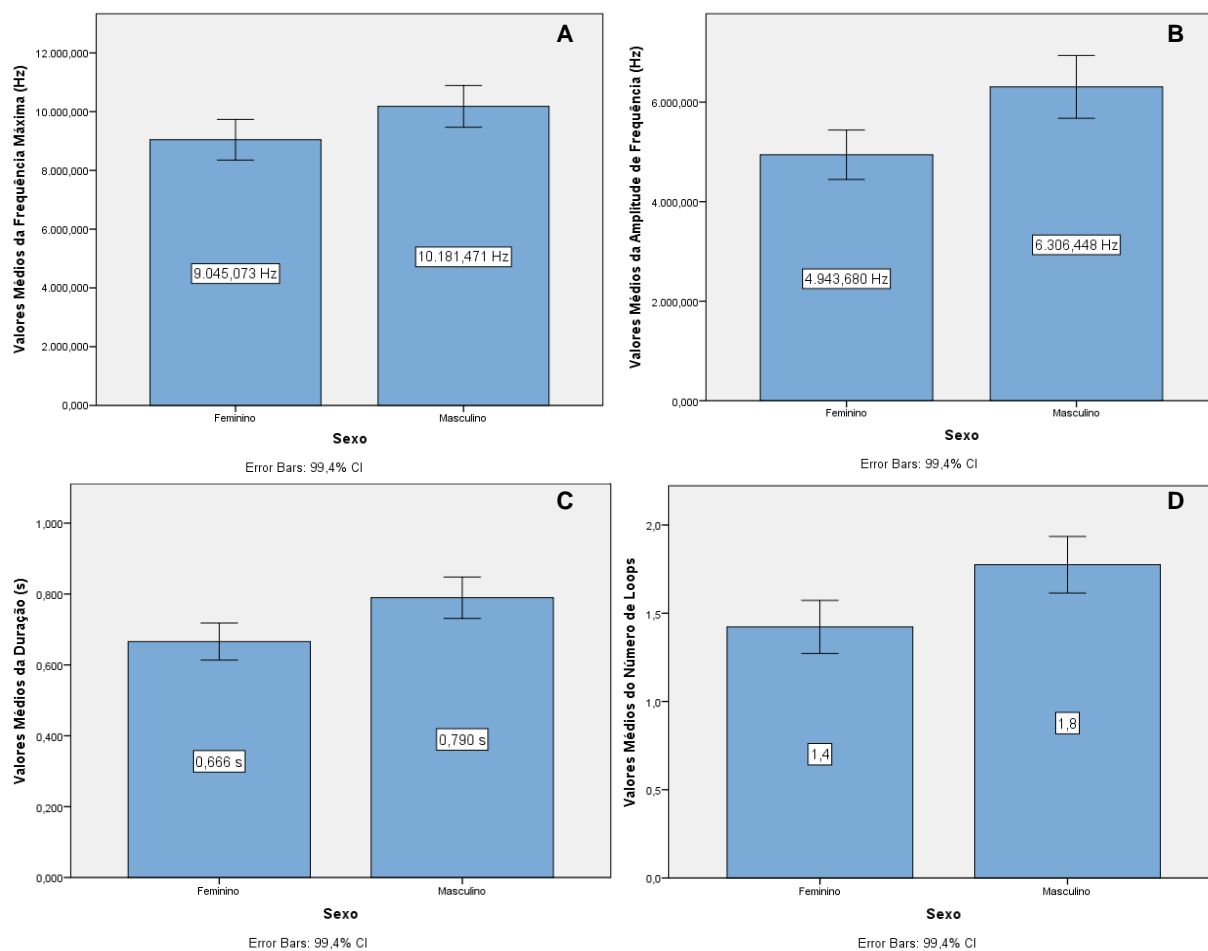 A
Valores Médios da Frequência Máxima (Hz)
12.000,000
10.000,000
8.000,000
6.000,000
4.000,000
2.000,000
0,000
9.045,073 Hz
10.181,471 Hz
Feminino
Masculino
Sexo
Error Bars: 99,4% CI
B
Valores Médios da Amplitude de Frequência (Hz)
6.000,000
4.000,000
2.000,000
0,000
4.943,680 Hz
6.306,448 Hz
Feminino
Masculino
Sexo
Error Bars: 99,4% CI
C
Valores Médios da Duração (s)
1,000
0,800
0,600
0,400
0,200
0,000
0,666 s
0,790 s
Feminino
Masculino
Sexo
Error Bars: 99,4% CI
D
Valores Médios do Número de Loops
2,0
1,5
1,0
0,5
0,0
1,4
1,8
Feminino
Masculino
Sexo
Error Bars: 99,4% CI